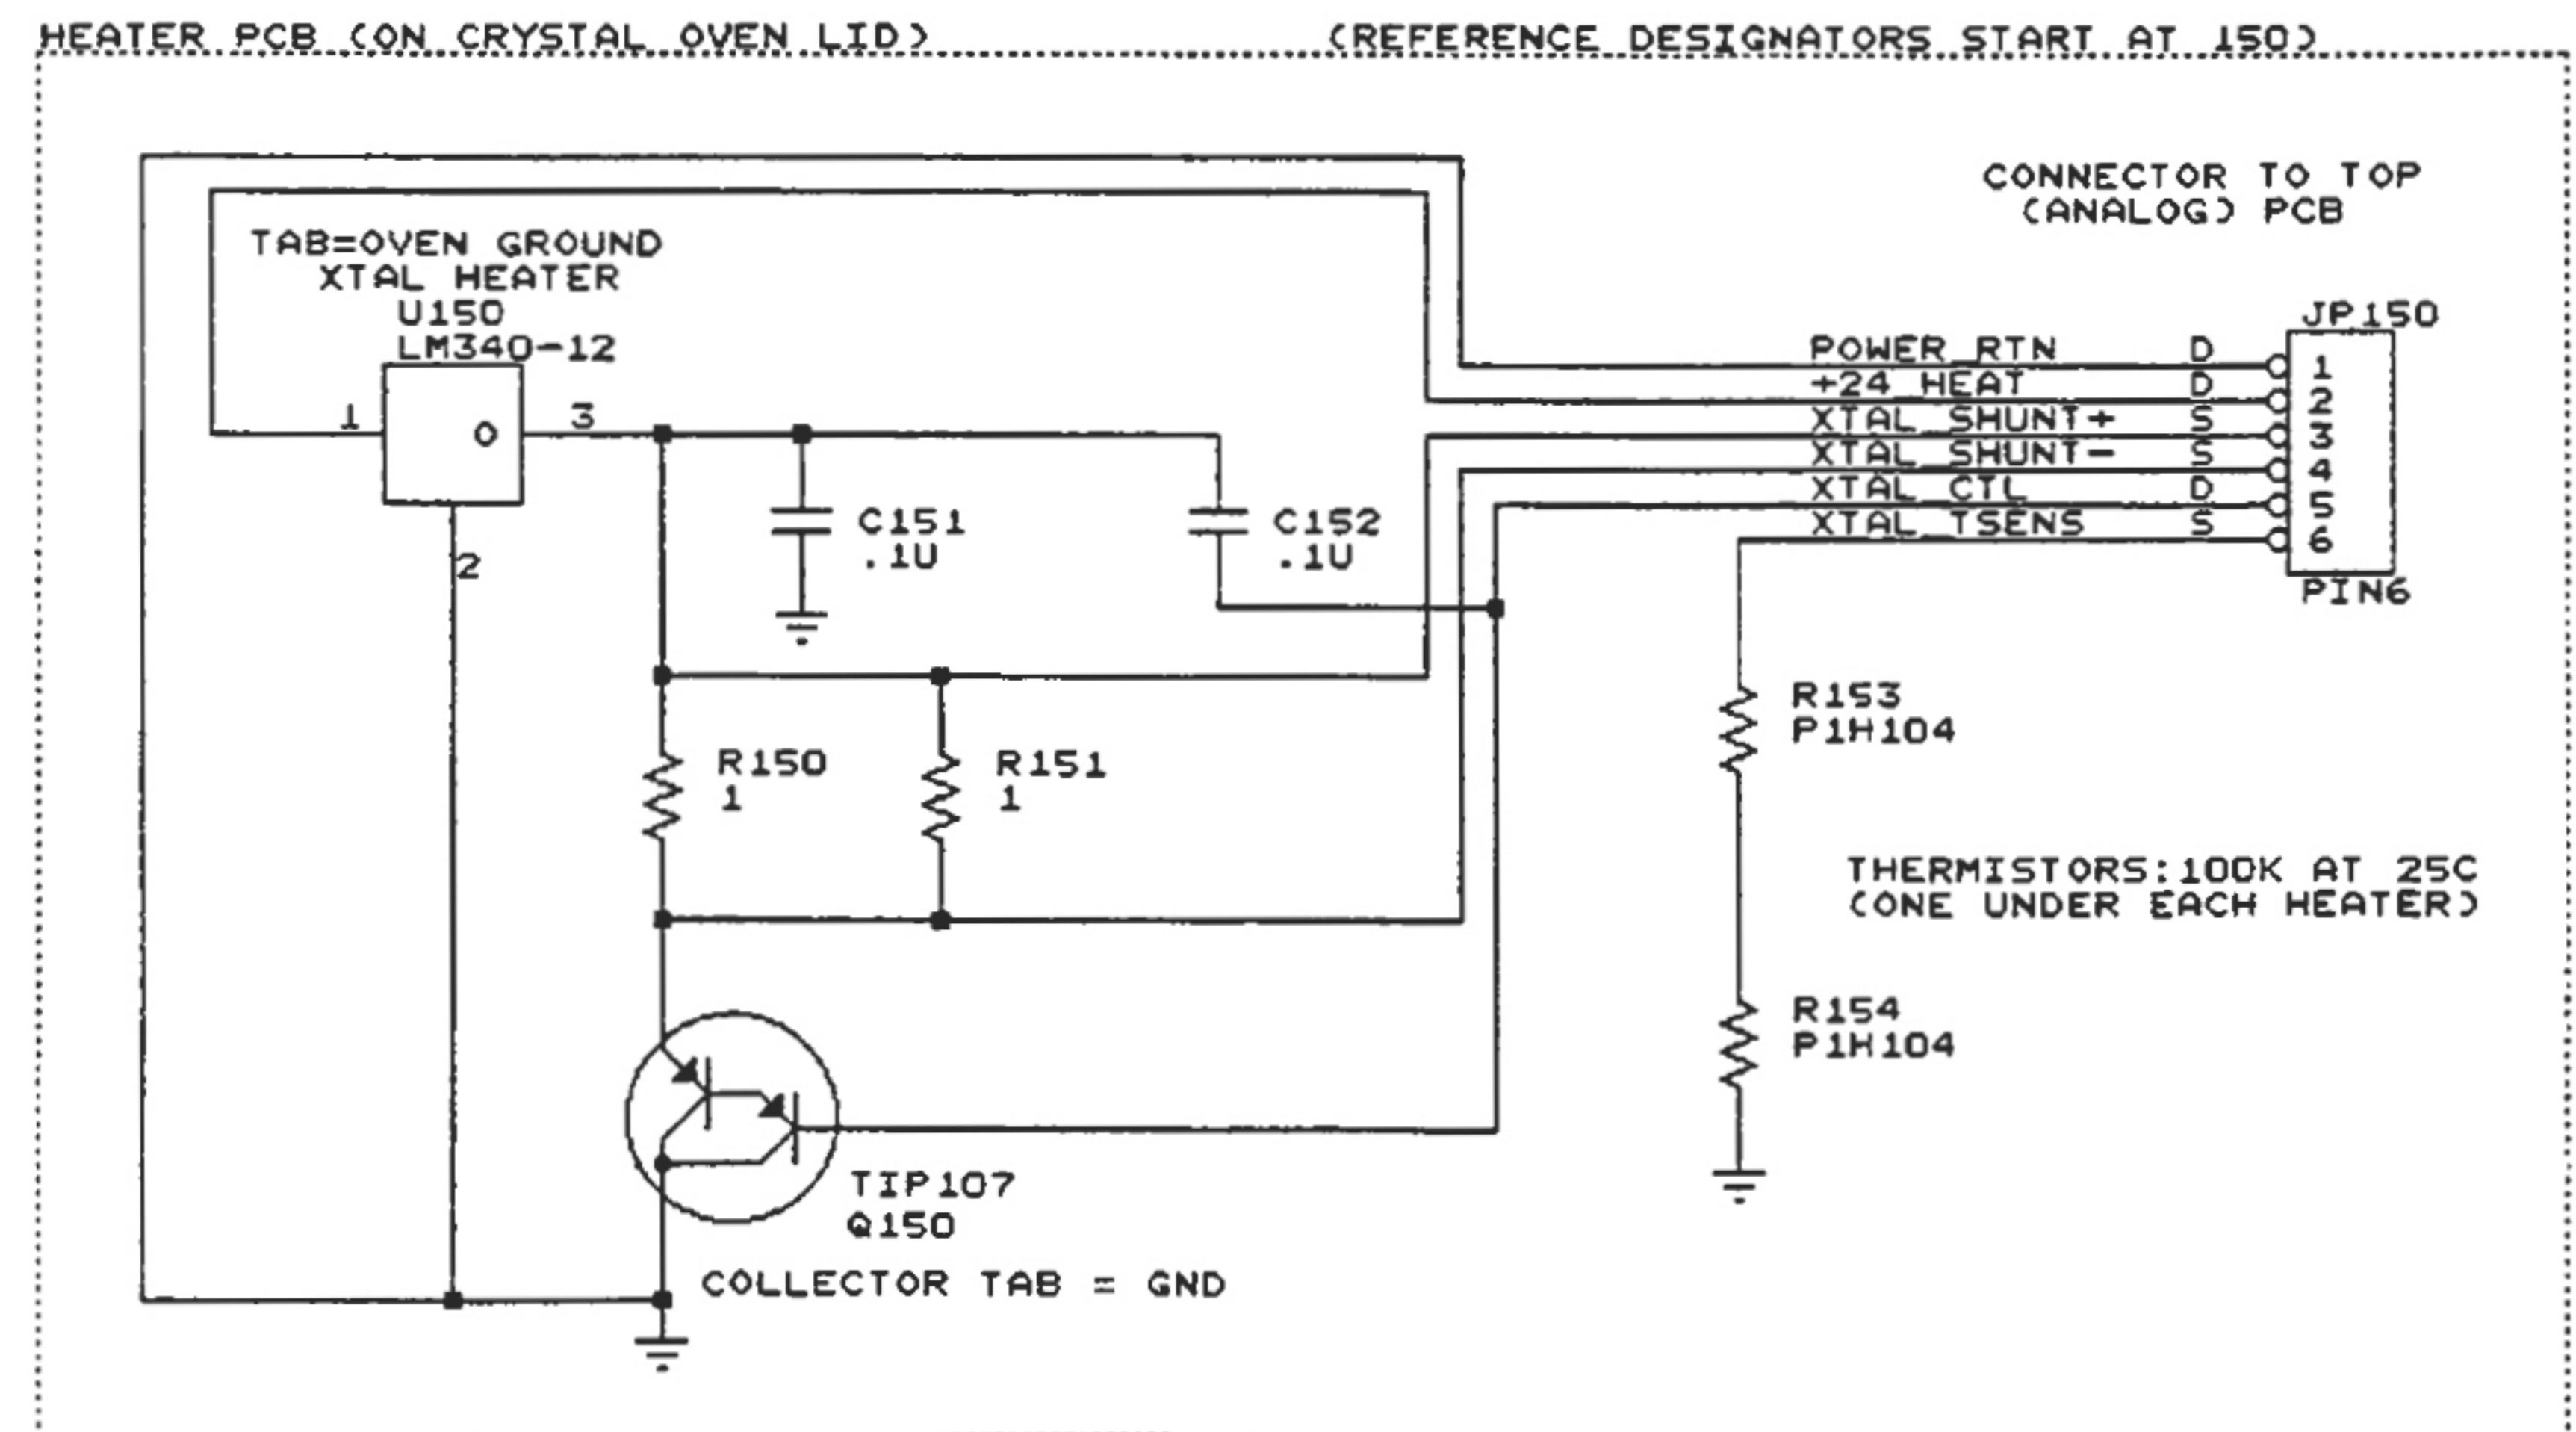 HEATER PCB (ON CRYSTAL OVEN LID)
(REFERENCE DESIGNATORS START AT 150)
CONNECTOR TO TOP
(ANALOG) PCB
TAB=OVEN GROUND
XTAL HEATER
U150
LM340-12
1
O
3
2
C151
.1U
C152
.1U
JP150
POWER_RTN D 1
+24_HEAT D 2
XTAL_SHUNT+ S 3
XTAL_SHUNT- S 4
XTAL_CTL D 5
XTAL_TSENS S 6
PIN6
R150
1
R151
1
R153
P1H104
THERMISTORS:100K AT 25C
(ONE UNDER EACH HEATER)
R154
P1H104
TIP107
Q150
COLLECTOR TAB = GND